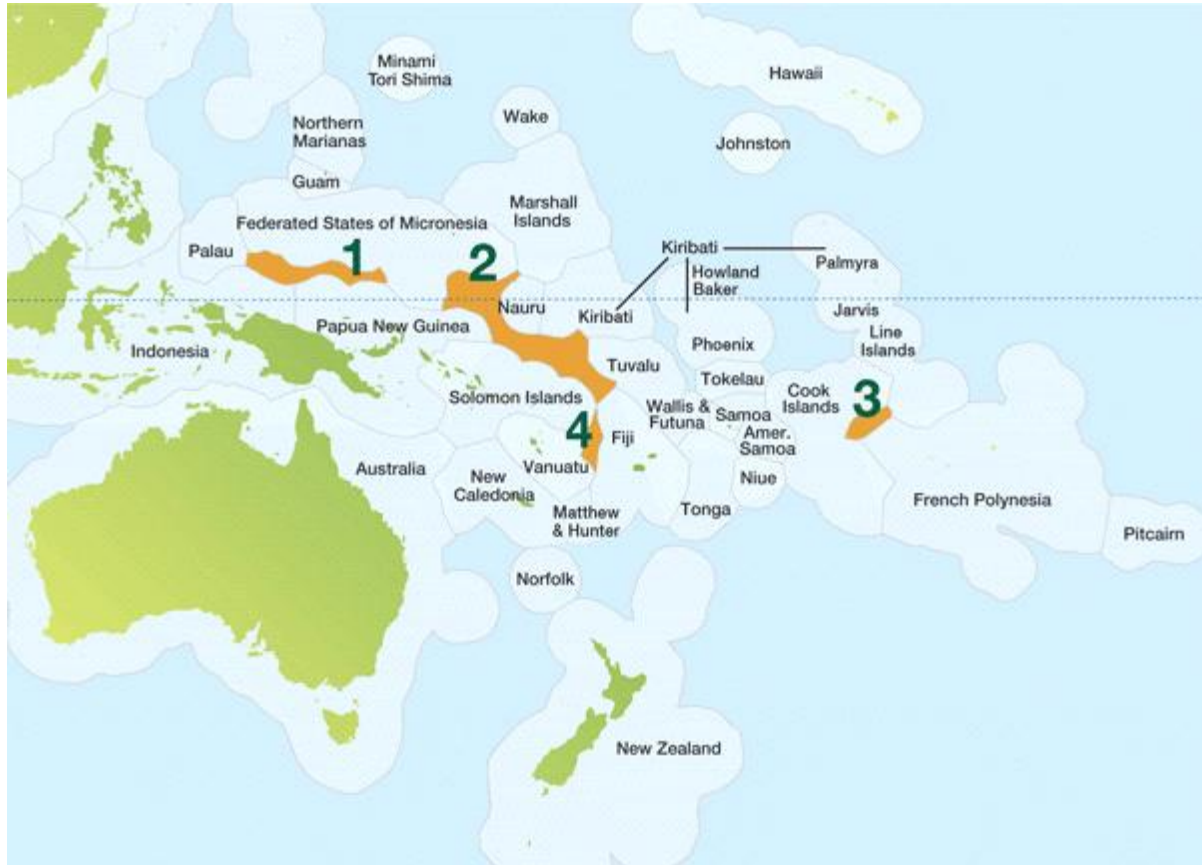 Minami
Tori Shima
Hawaii
Wake
Northern
Marianas
Johnston
Guam
Marshall
Islands
Federated States of Micronesia
Palau
1
2
Kiribati
Palmyra
Howland
Baker
Nauru
Kiribati
Jarvis
Papua New Guinea
Line
Islands
Phoenix
Indonesia
Tuvalu
Tokelau
Cook
Islands
3
Solomon Islands
Wallis &
Futuna
Samoa
Amer.
Samoa
4
Fiji
Vanuatu
Australia
New
Caledonia
Niue
French Polynesia
Tonga
Matthew
& Hunter
Pitcairn
Norfolk
New Zealand